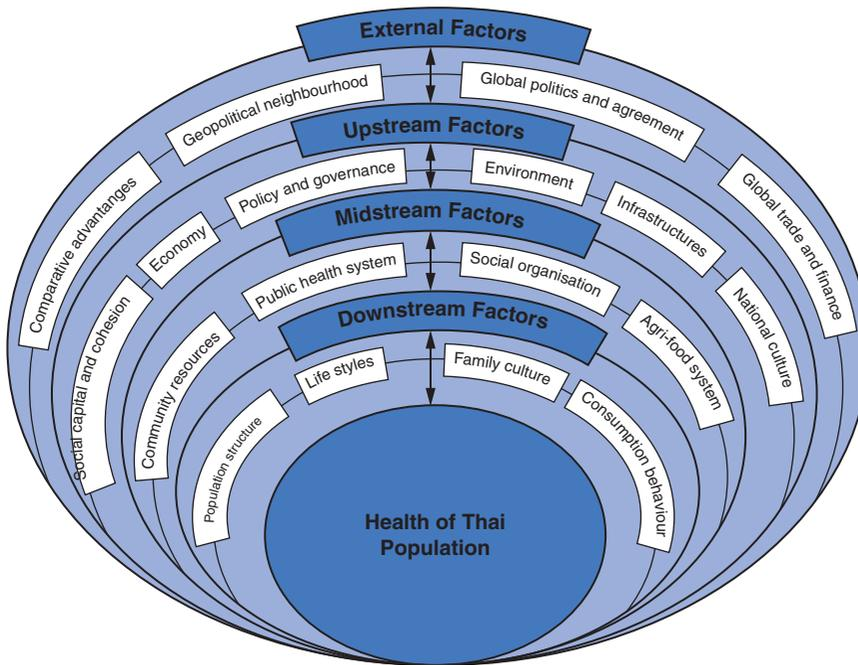 External Factors
Geopolitical neighbourhood
Global politics and agreement
Comparative advantanges
Global trade and finance
Upstream Factors
Policy and governance
Environment
Economy
Infrastructures
Social capital and cohesion
National culture
Midstream Factors
Public health system
Social organisation
Community resources
Agri-food system
Downstream Factors
Life styles
Family culture
Population structure
Consumption behaviour
Health of Thai
Population